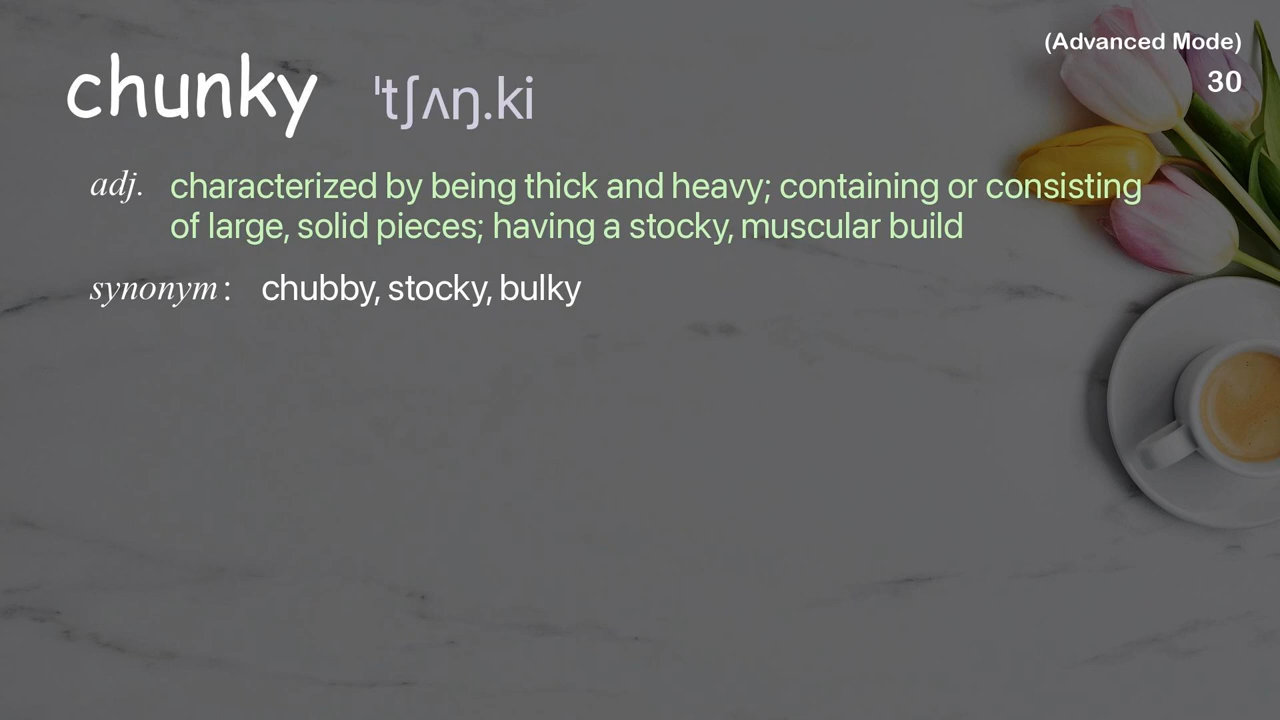 (Advanced Mode)
chunky ˈtʃʌŋ.ki
30
adj. characterized by being thick and heavy; containing or consisting
of large, solid pieces; having a stocky, muscular build
synonym : chubby, stocky, bulky